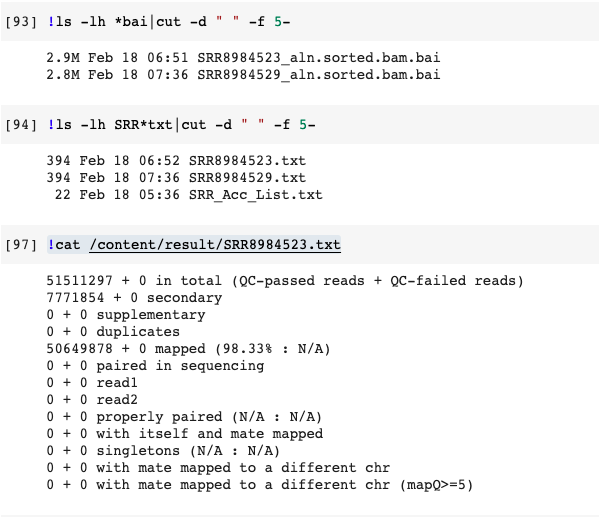 [93] !ls -lh *bai|cut -d " " -f 5-
2.9M Feb 18 06:51 SRR8984523_aln.sorted.bam.bai
2.8M Feb 18 07:36 SRR8984529_aln.sorted.bam.bai
[94] !ls -lh SRR*txt|cut -d " " -f 5-
394 Feb 18 06:52 SRR8984523.txt
394 Feb 18 07:36 SRR8984529.txt
22 Feb 18 05:36 SRR_Acc_List.txt
[97] !cat /content/result/SRR8984523.txt
51511297 + 0 in total (QC-passed reads + QC-failed reads)
7771854 + 0 secondary
0 + 0 supplementary
0 + 0 duplicates
50649878 + 0 mapped (98.33% : N/A)
0 + 0 paired in sequencing
0 + 0 read1
0 + 0 read2
0 + 0 properly paired (N/A : N/A)
0 + 0 with itself and mate mapped
0 + 0 singletons (N/A : N/A)
0 + 0 with mate mapped to a different chr
0 + 0 with mate mapped to a different chr (mapQ>=5)